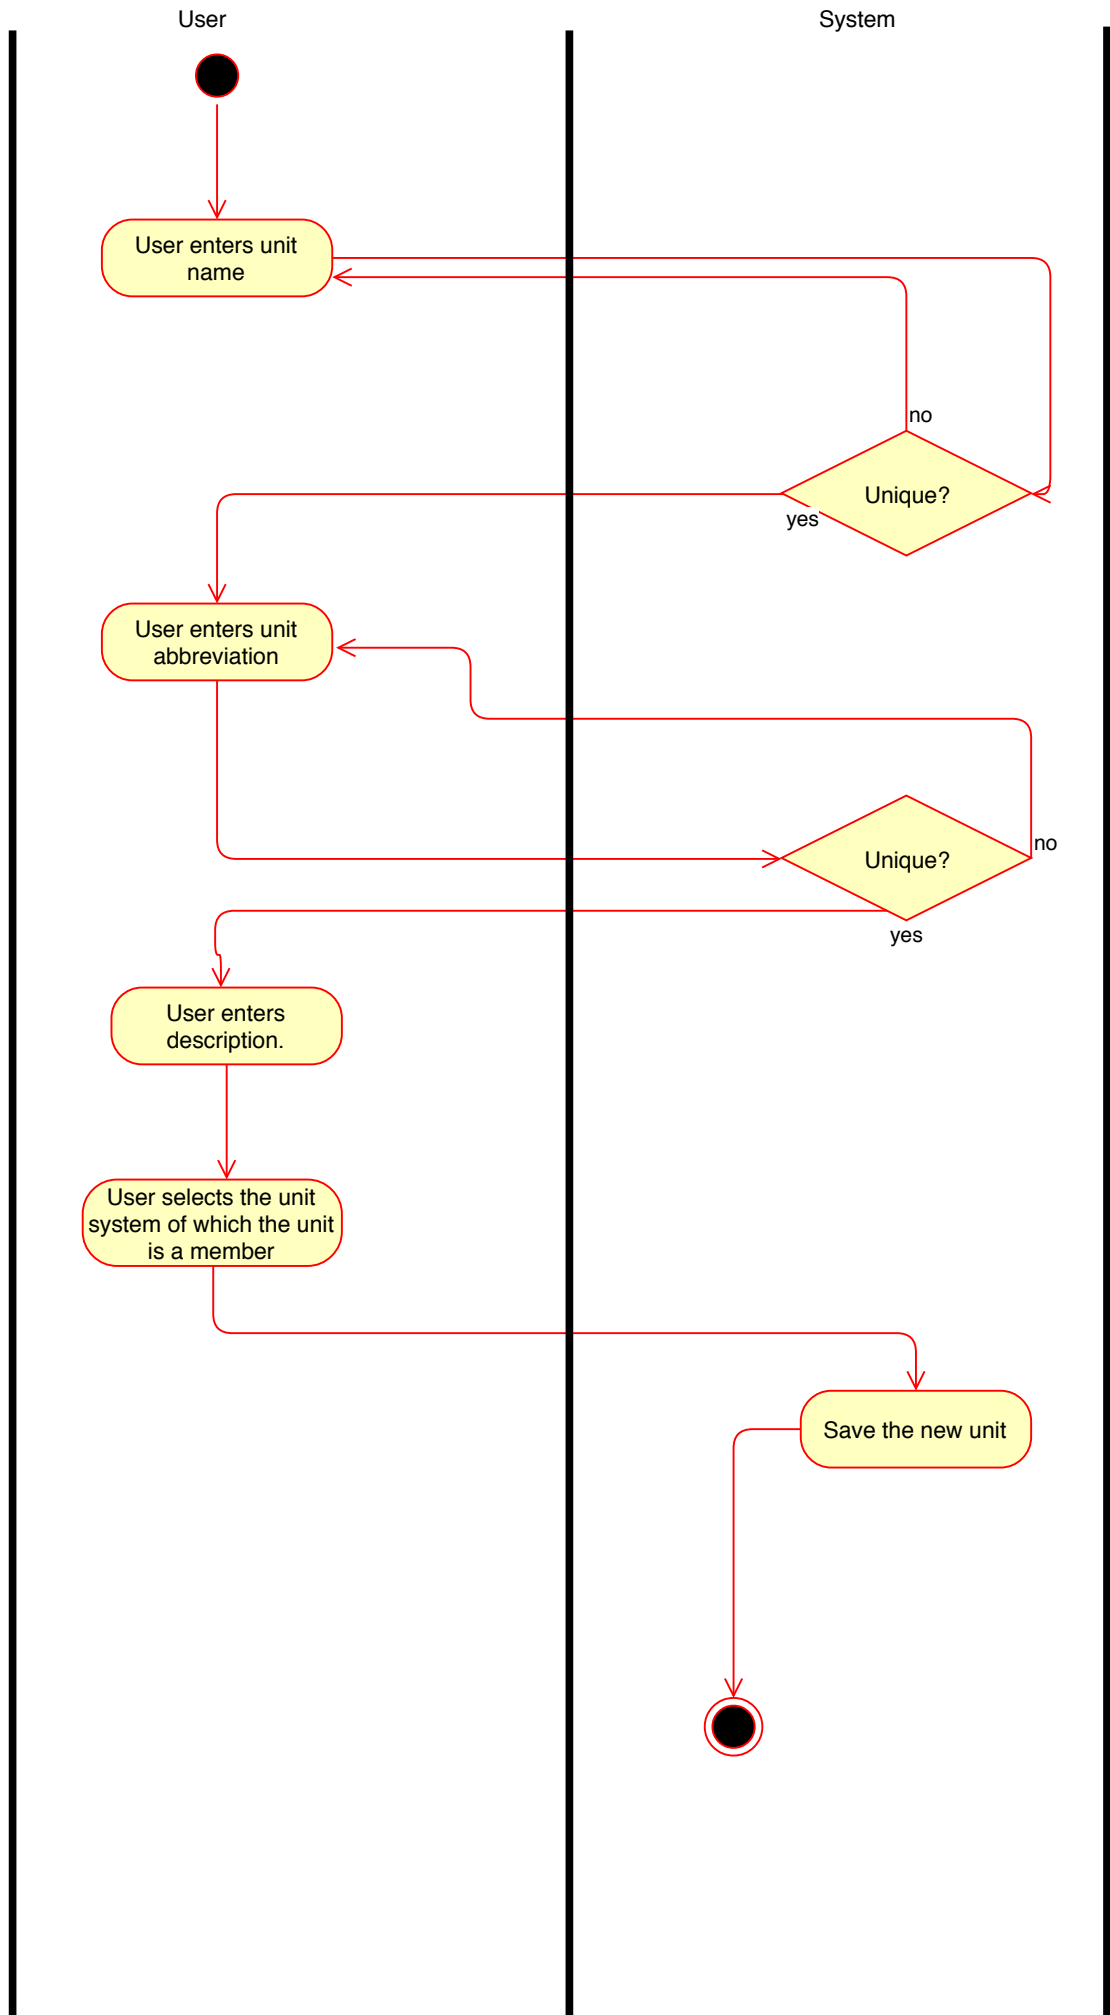 User
System
User enters unit
name
no
Unique?
yes
User enters unit
abbreviation
no
Unique?
yes
User enters
description.
User selects the unit
system of which the unit
is a member
Save the new unit